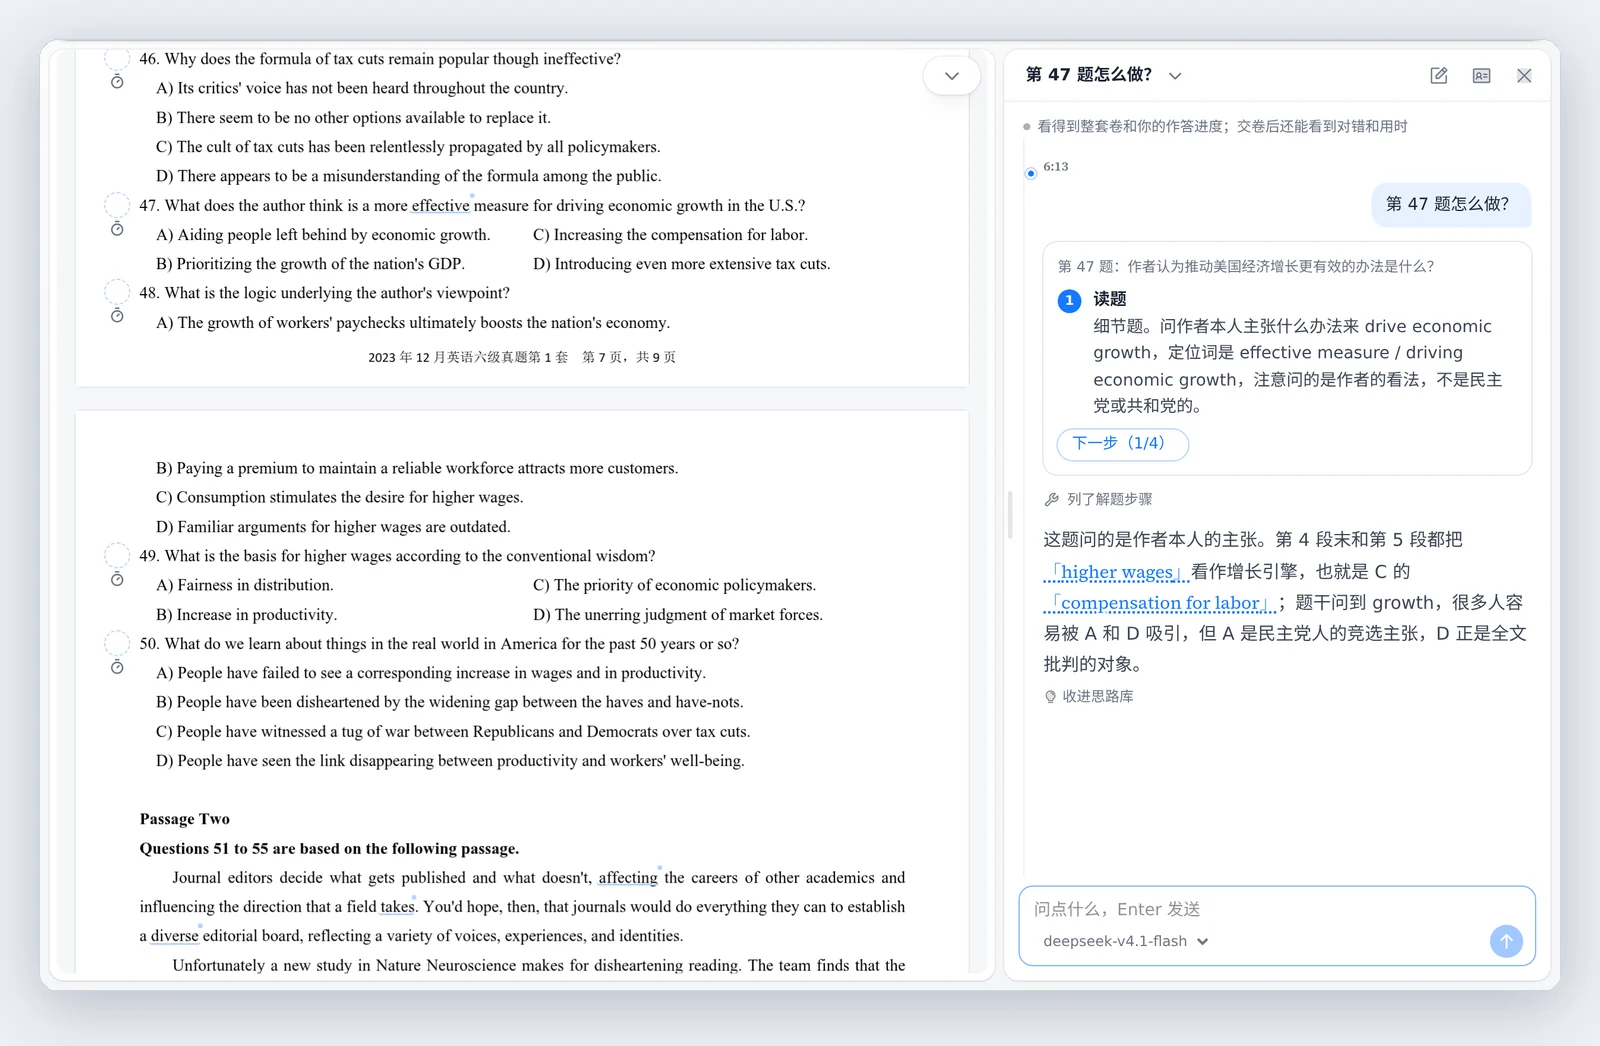 46. Why does the formula of tax cuts remain popular though ineffective?
A) Its critics' voice has not been heard throughout the country.
B) There seem to be no other options available to replace it.
C) The cult of tax cuts has been relentlessly propagated by all policymakers.
D) There appears to be a misunderstanding of the formula among the public.
47. What does the author think is a more effective measure for driving economic growth in the U.S.?
A) Aiding people left behind by economic growth. C) Increasing the compensation for labor.
B) Prioritizing the growth of the nation's GDP. D) Introducing even more extensive tax cuts.
48. What is the logic underlying the author's viewpoint?
A) The growth of workers' paychecks ultimately boosts the nation's economy.
2023 年 12 月英语六级真题第 1 套 第 7 页，共 9 页
B) Paying a premium to maintain a reliable workforce attracts more customers.
C) Consumption stimulates the desire for higher wages.
D) Familiar arguments for higher wages are outdated.
49. What is the basis for higher wages according to the conventional wisdom?
A) Fairness in distribution. C) The priority of economic policymakers.
B) Increase in productivity. D) The unerring judgment of market forces.
50. What do we learn about things in the real world in America for the past 50 years or so?
A) People have failed to see a corresponding increase in wages and in productivity.
B) People have been disheartened by the widening gap between the haves and have-nots.
C) People have witnessed a tug of war between Republicans and Democrats over tax cuts.
D) People have seen the link disappearing between productivity and workers' well-being.
Passage Two
Questions 51 to 55 are based on the following passage.
Journal editors decide what gets published and what doesn't, affecting the careers of other academics and
influencing the direction that a field takes. You'd hope, then, that journals would do everything they can to establish
a diverse editorial board, reflecting a variety of voices, experiences, and identities.
Unfortunately a new study in Nature Neuroscience makes for disheartening reading. The team finds that the
第 47 题怎么做？
看得到整套卷和你的作答进度；交卷后还能看到对错和用时
6:13
第 47 题怎么做？
第 47 题：作者认为推动美国经济增长更有效的办法是什么？
1 读题
细节题。问作者本人主张什么办法来 drive economic
growth，定位词是 effective measure / driving
economic growth，注意问的是作者的看法，不是民主
党或共和党的。
下一步（1/4）
列了解题步骤
这题问的是作者本人的主张。第 4 段末和第 5 段都把
「higher wages」看作增长引擎，也就是 C 的
「compensation for labor」；题干问到 growth，很多人容
易被 A 和 D 吸引，但 A 是民主党人的竞选主张，D 正是全文
批判的对象。
收进思路库
问点什么，Enter 发送
deepseek-v4.1-flash